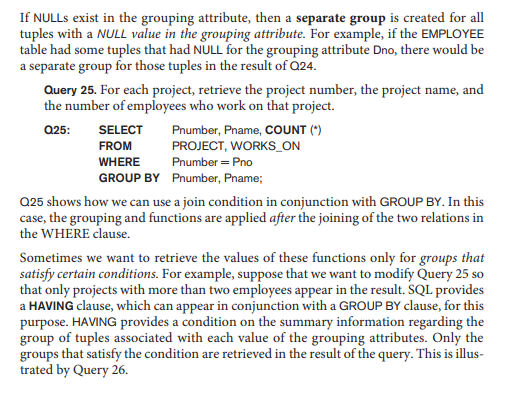 If NULLs exist in the grouping attribute, then a separate group is created for all
tuples with a NULL value in the grouping attribute. For example, if the EMPLOYEE
table had some tuples that had NULL for the grouping attribute Dno, there would be
a separate group for those tuples in the result of Q24.
Query 25. For each project, retrieve the project number, the project name, and
the number of employees who work on that project.
Q25: SELECT Pnumber, Pname, COUNT (*)
FROM PROJECT, WORKS_ON
WHERE Pnumber = Pno
GROUP BY Pnumber, Pname;
Q25 shows how we can use a join condition in conjunction with GROUP BY. In this
case, the grouping and functions are applied after the joining of the two relations in
the WHERE clause.
Sometimes we want to retrieve the values of these functions only for groups that
satisfy certain conditions. For example, suppose that we want to modify Query 25 so
that only projects with more than two employees appear in the result. SQL provides
a HAVING clause, which can appear in conjunction with a GROUP BY clause, for this
purpose. HAVING provides a condition on the summary information regarding the
group of tuples associated with each value of the grouping attributes. Only the
groups that satisfy the condition are retrieved in the result of the query. This is illus-
trated by Query 26.